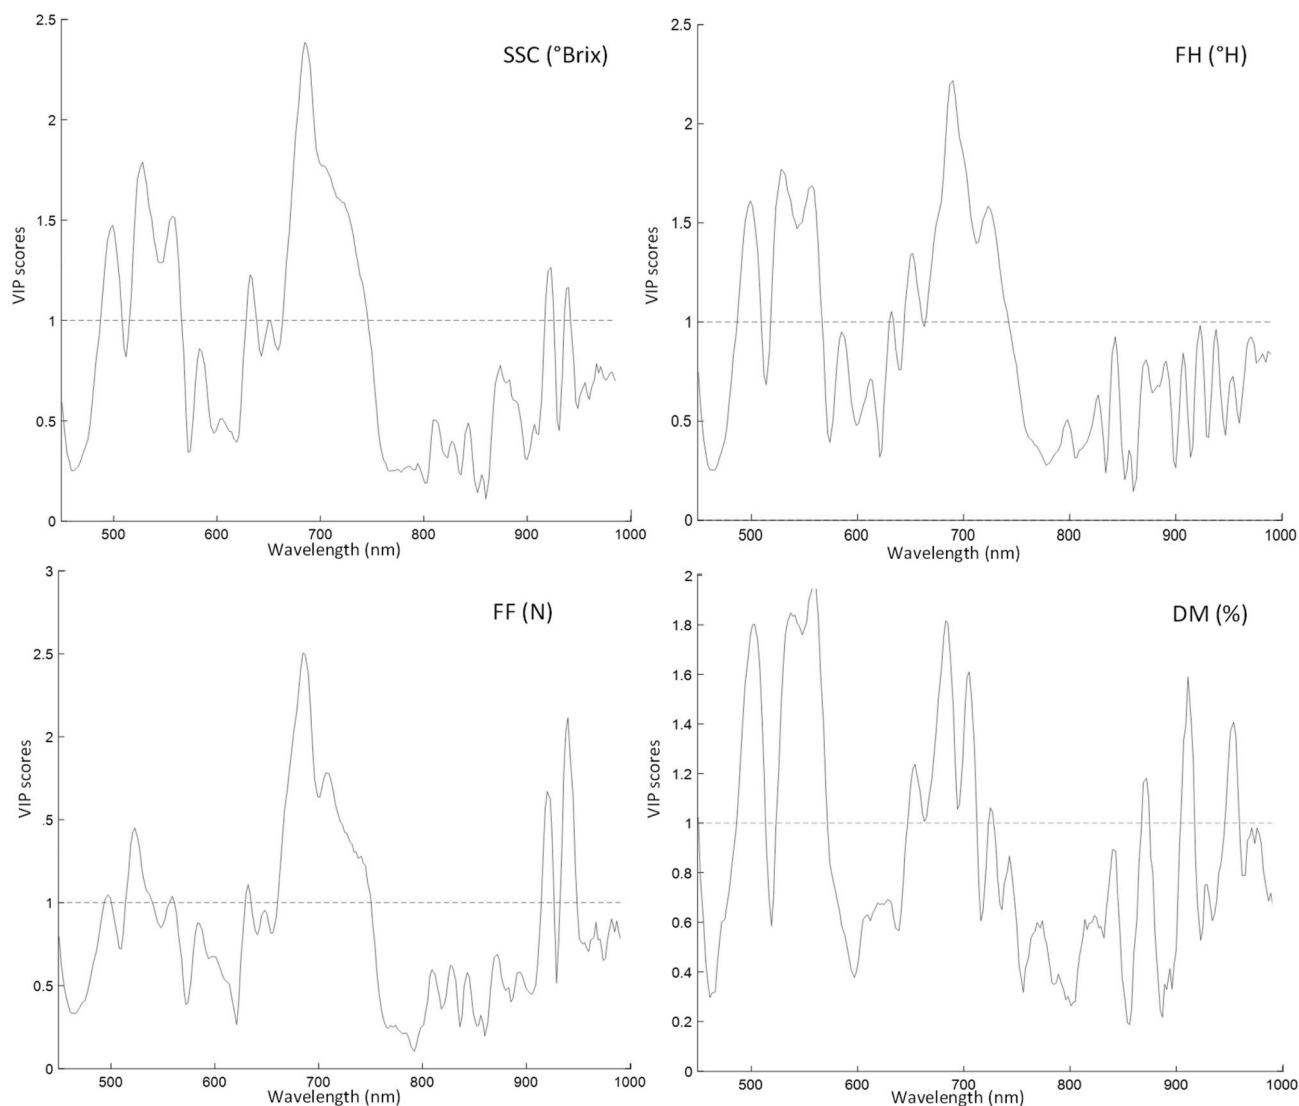 SSC (°Brix)
2.5
2
1.5
1
0.5
0
VIP scores
500 600 700 800 900 1000
Wavelength (nm)
FH (°H)
2.5
2
1.5
1
0.5
0
VIP scores
500 600 700 800 900 1000
Wavelength (nm)
FF (N)
3
2.5
2
.5
1
0.5
0
VIP scores
500 600 700 800 900 1000
Wavelength (nm)
DM (%)
2
1.8
1.6
1.4
1.2
1
0.8
0.6
0.4
0.2
0
VIP scores
500 600 700 800 900 1000
Wavelength (nm)